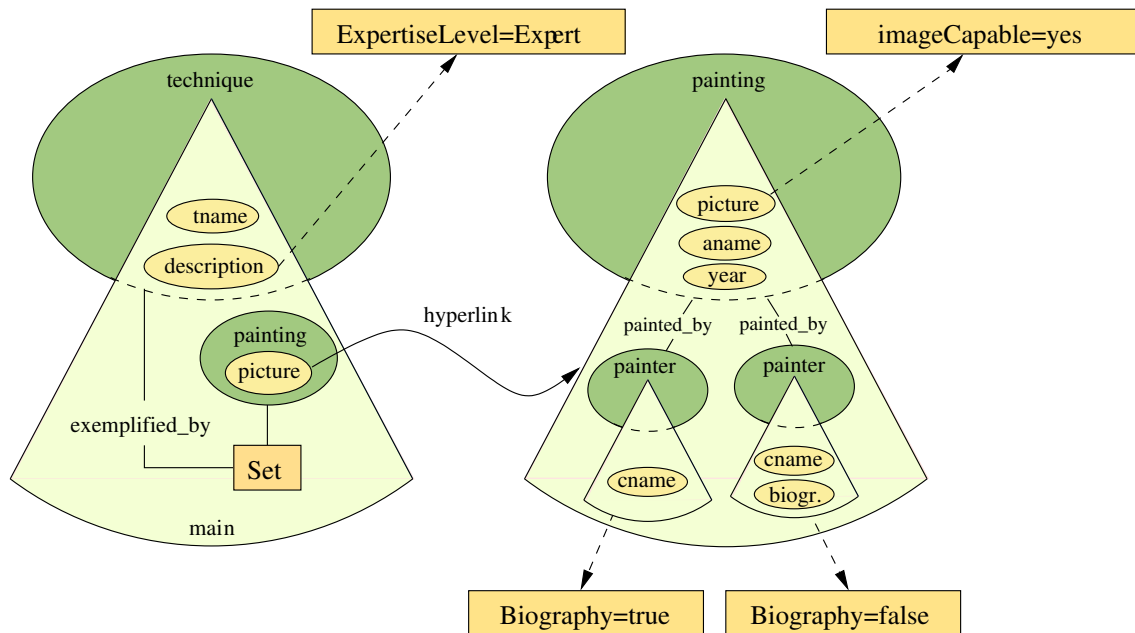 ExpertiseLevel=Expert
imageCapable=yes
technique
painting
tname
description
picture
aname
year
hyperlink
painting
picture
exemplified_by
Set
main
painted_by
painted_by
painter
painter
cname
cname
biogr.
Biography=true
Biography=false